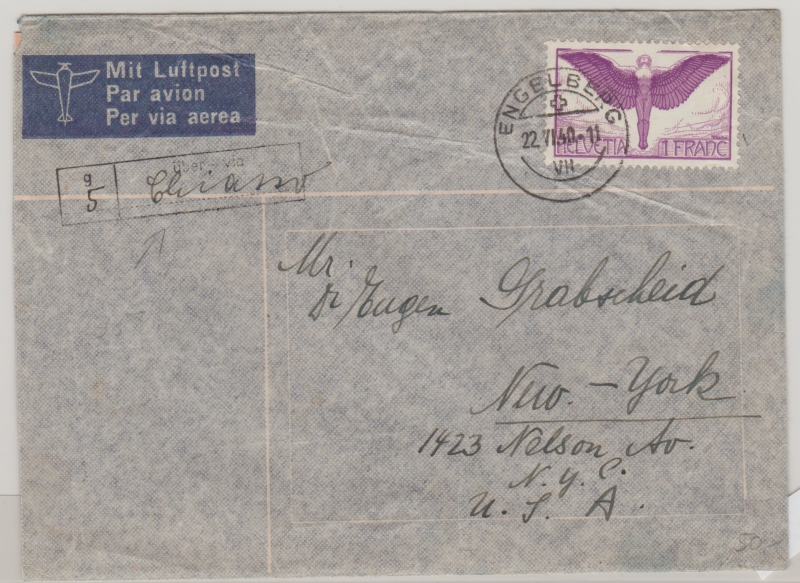 Mit Luftpost
Par avion
Per via aerea
ENGELBERG
22.VI.40-11
VII
HELVETIA 1 FRANC
über - via
g
5
Chiasso
Mr.
Dr Eugen Grabscheid
New.-York
1423 Nelson Av.
N.Y.C.
U.S.A.
50.-